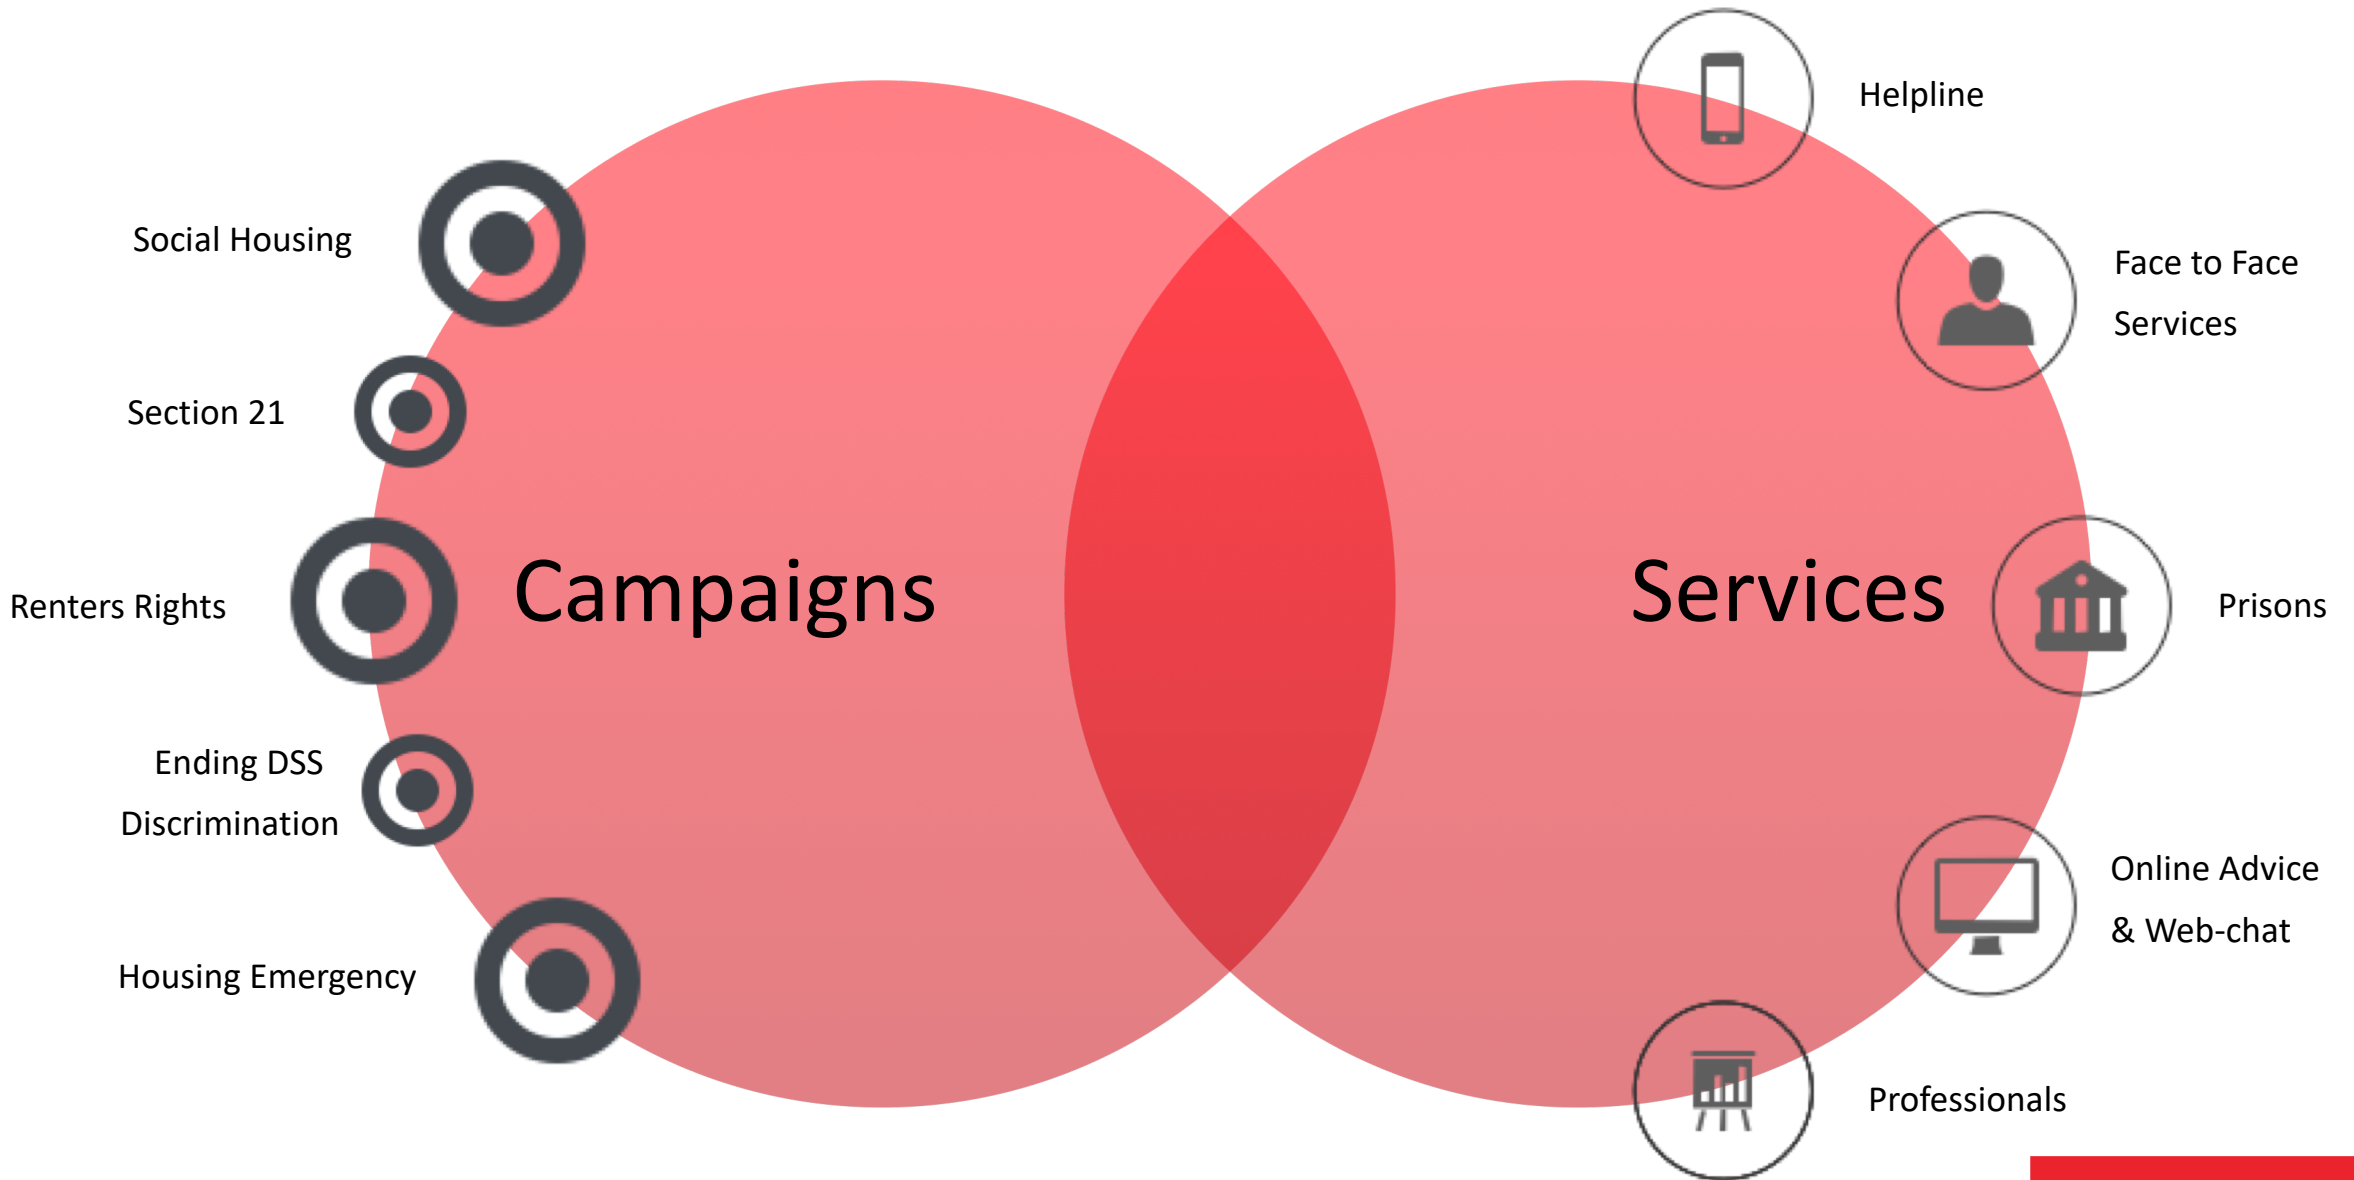 Social Housing
Section 21
Renters Rights
Ending DSS
Discrimination
Housing Emergency
Campaigns
Services
Helpline
Face to Face
Services
Prisons
Online Advice
& Web-chat
Professionals